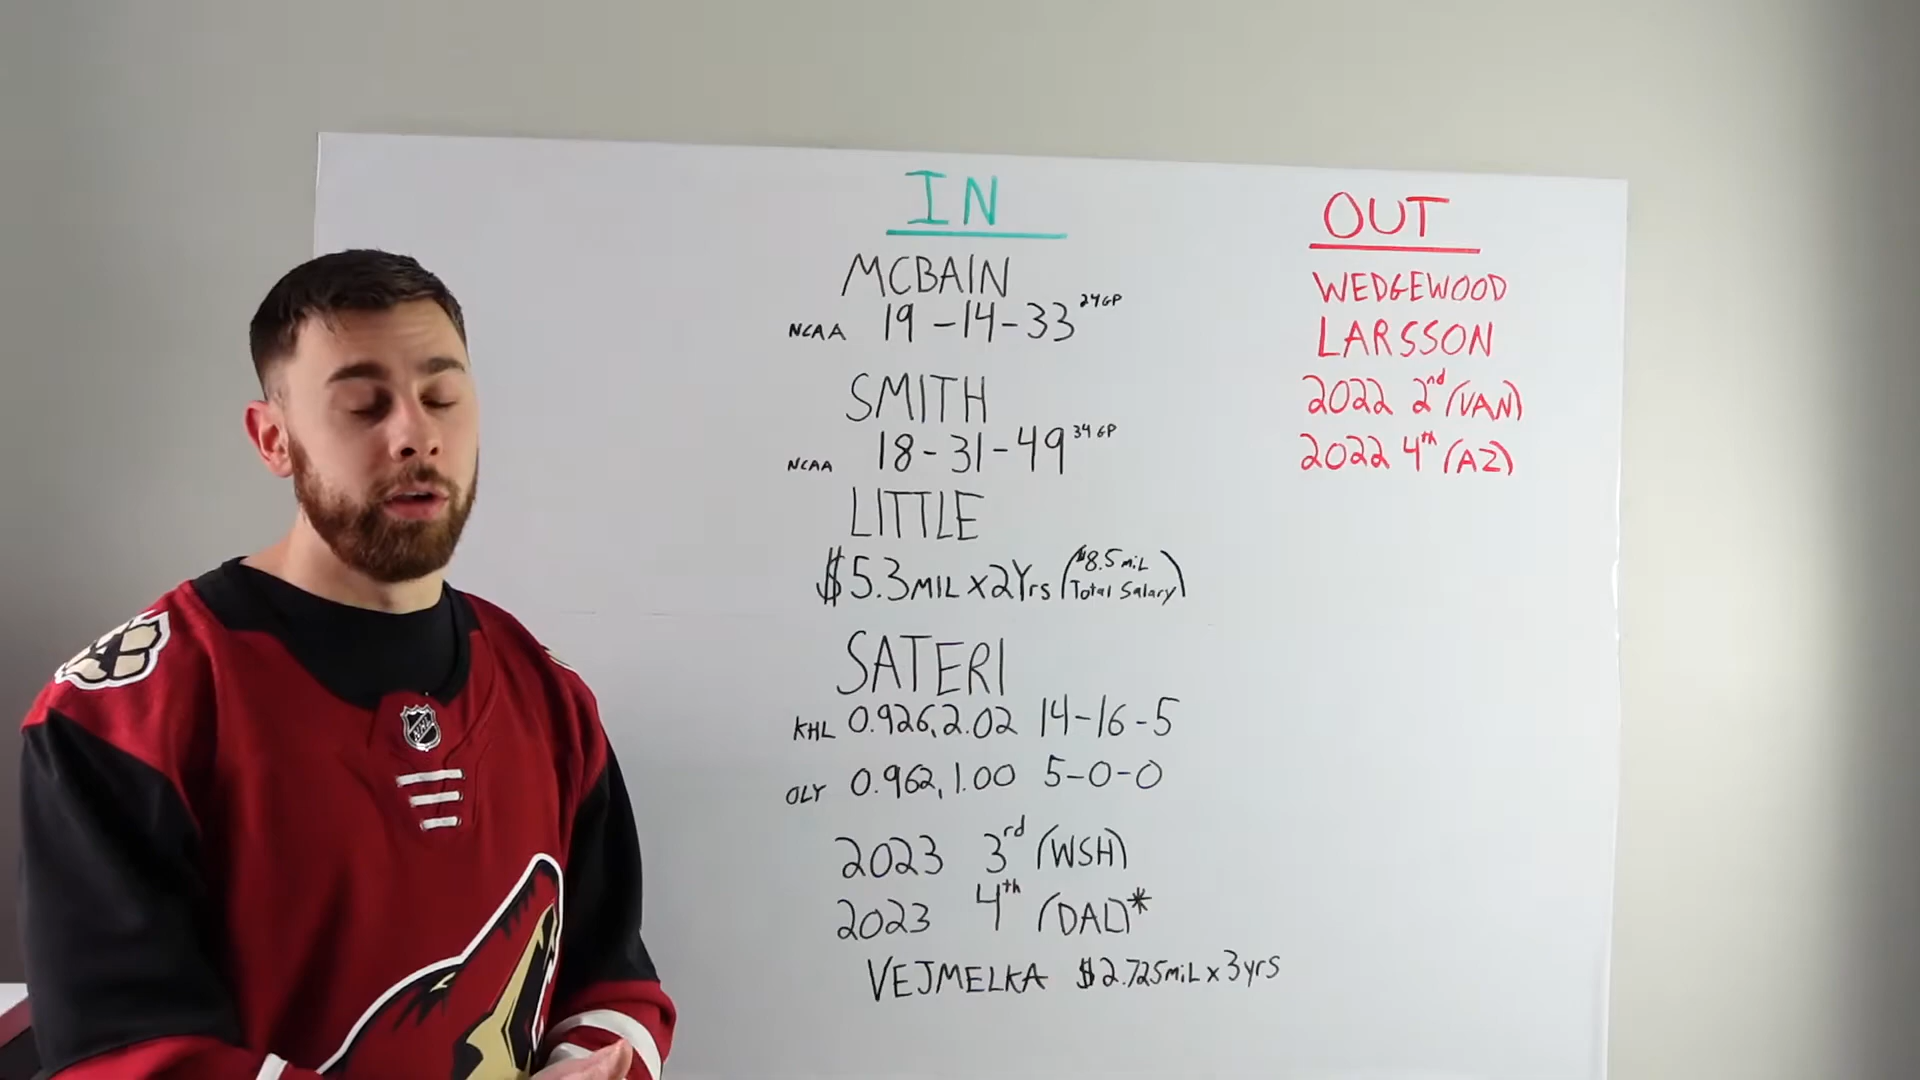 IN
MCBAIN
NCAA 19-14-33 24GP
SMITH
NCAA 18-31-49 34GP
LITTLE
$5.3MIL x2Yrs ($8.5MIL Total Salary)
SATERI
KHL 0.926, 2.02 14-16-5
OLY 0.962, 1.00 5-0-0
2023 3rd (WSH)
2023 4th (DAL)*
VEJMELKA $2.725MIL x 3yrs
OUT
WEDGEWOOD
LARSSON
2022 2nd (VAN)
2022 4th (AZ)
NHL